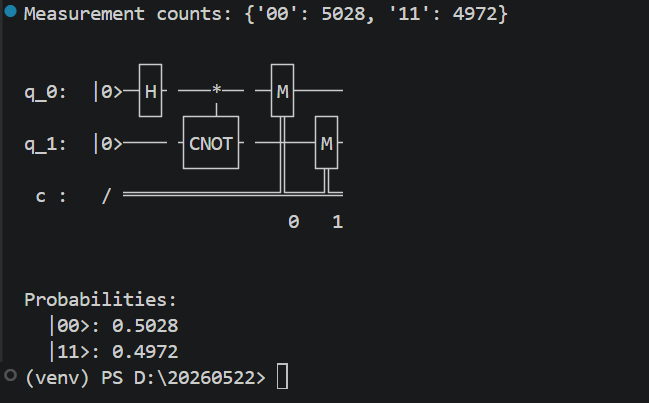 Measurement counts: {'00': 5028, '11': 4972}
q_0: |0> H * M
q_1: |0> CNOT M
c : /
0 1
Probabilities:
|00>: 0.5028
|11>: 0.4972
(venv) PS D:\20260522>